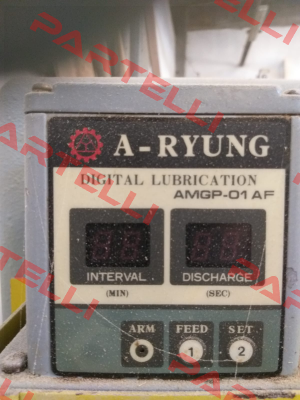 A-RYUNG
DIGITAL LUBRICATION
AMGP-01 AF
INTERVAL DISCHARGE
(MIN) (SEC)
ARM FEED SET
1 2
PARTELLI
PARTELLI
PARTELLI
PARTELLI
PARTELLI